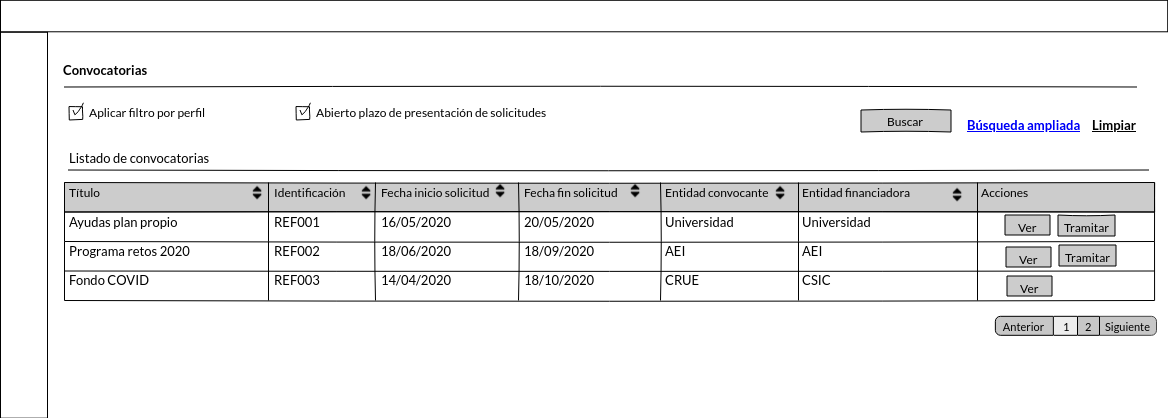 Convocatorias
Aplicar filtro por perfil Abierto plazo de presentación de solicitudes
Buscar Búsqueda ampliada Limpiar
Listado de convocatorias
Título Identificación Fecha inicio solicitud Fecha fin solicitud Entidad convocante Entidad financiadora Acciones
Ayudas plan propio REF001 16/05/2020 20/05/2020 Universidad Universidad Ver Tramitar
Programa retos 2020 REF002 18/06/2020 18/09/2020 AEI AEI Ver Tramitar
Fondo COVID REF003 14/04/2020 18/10/2020 CRUE CSIC Ver
Anterior 1 2 Siguiente